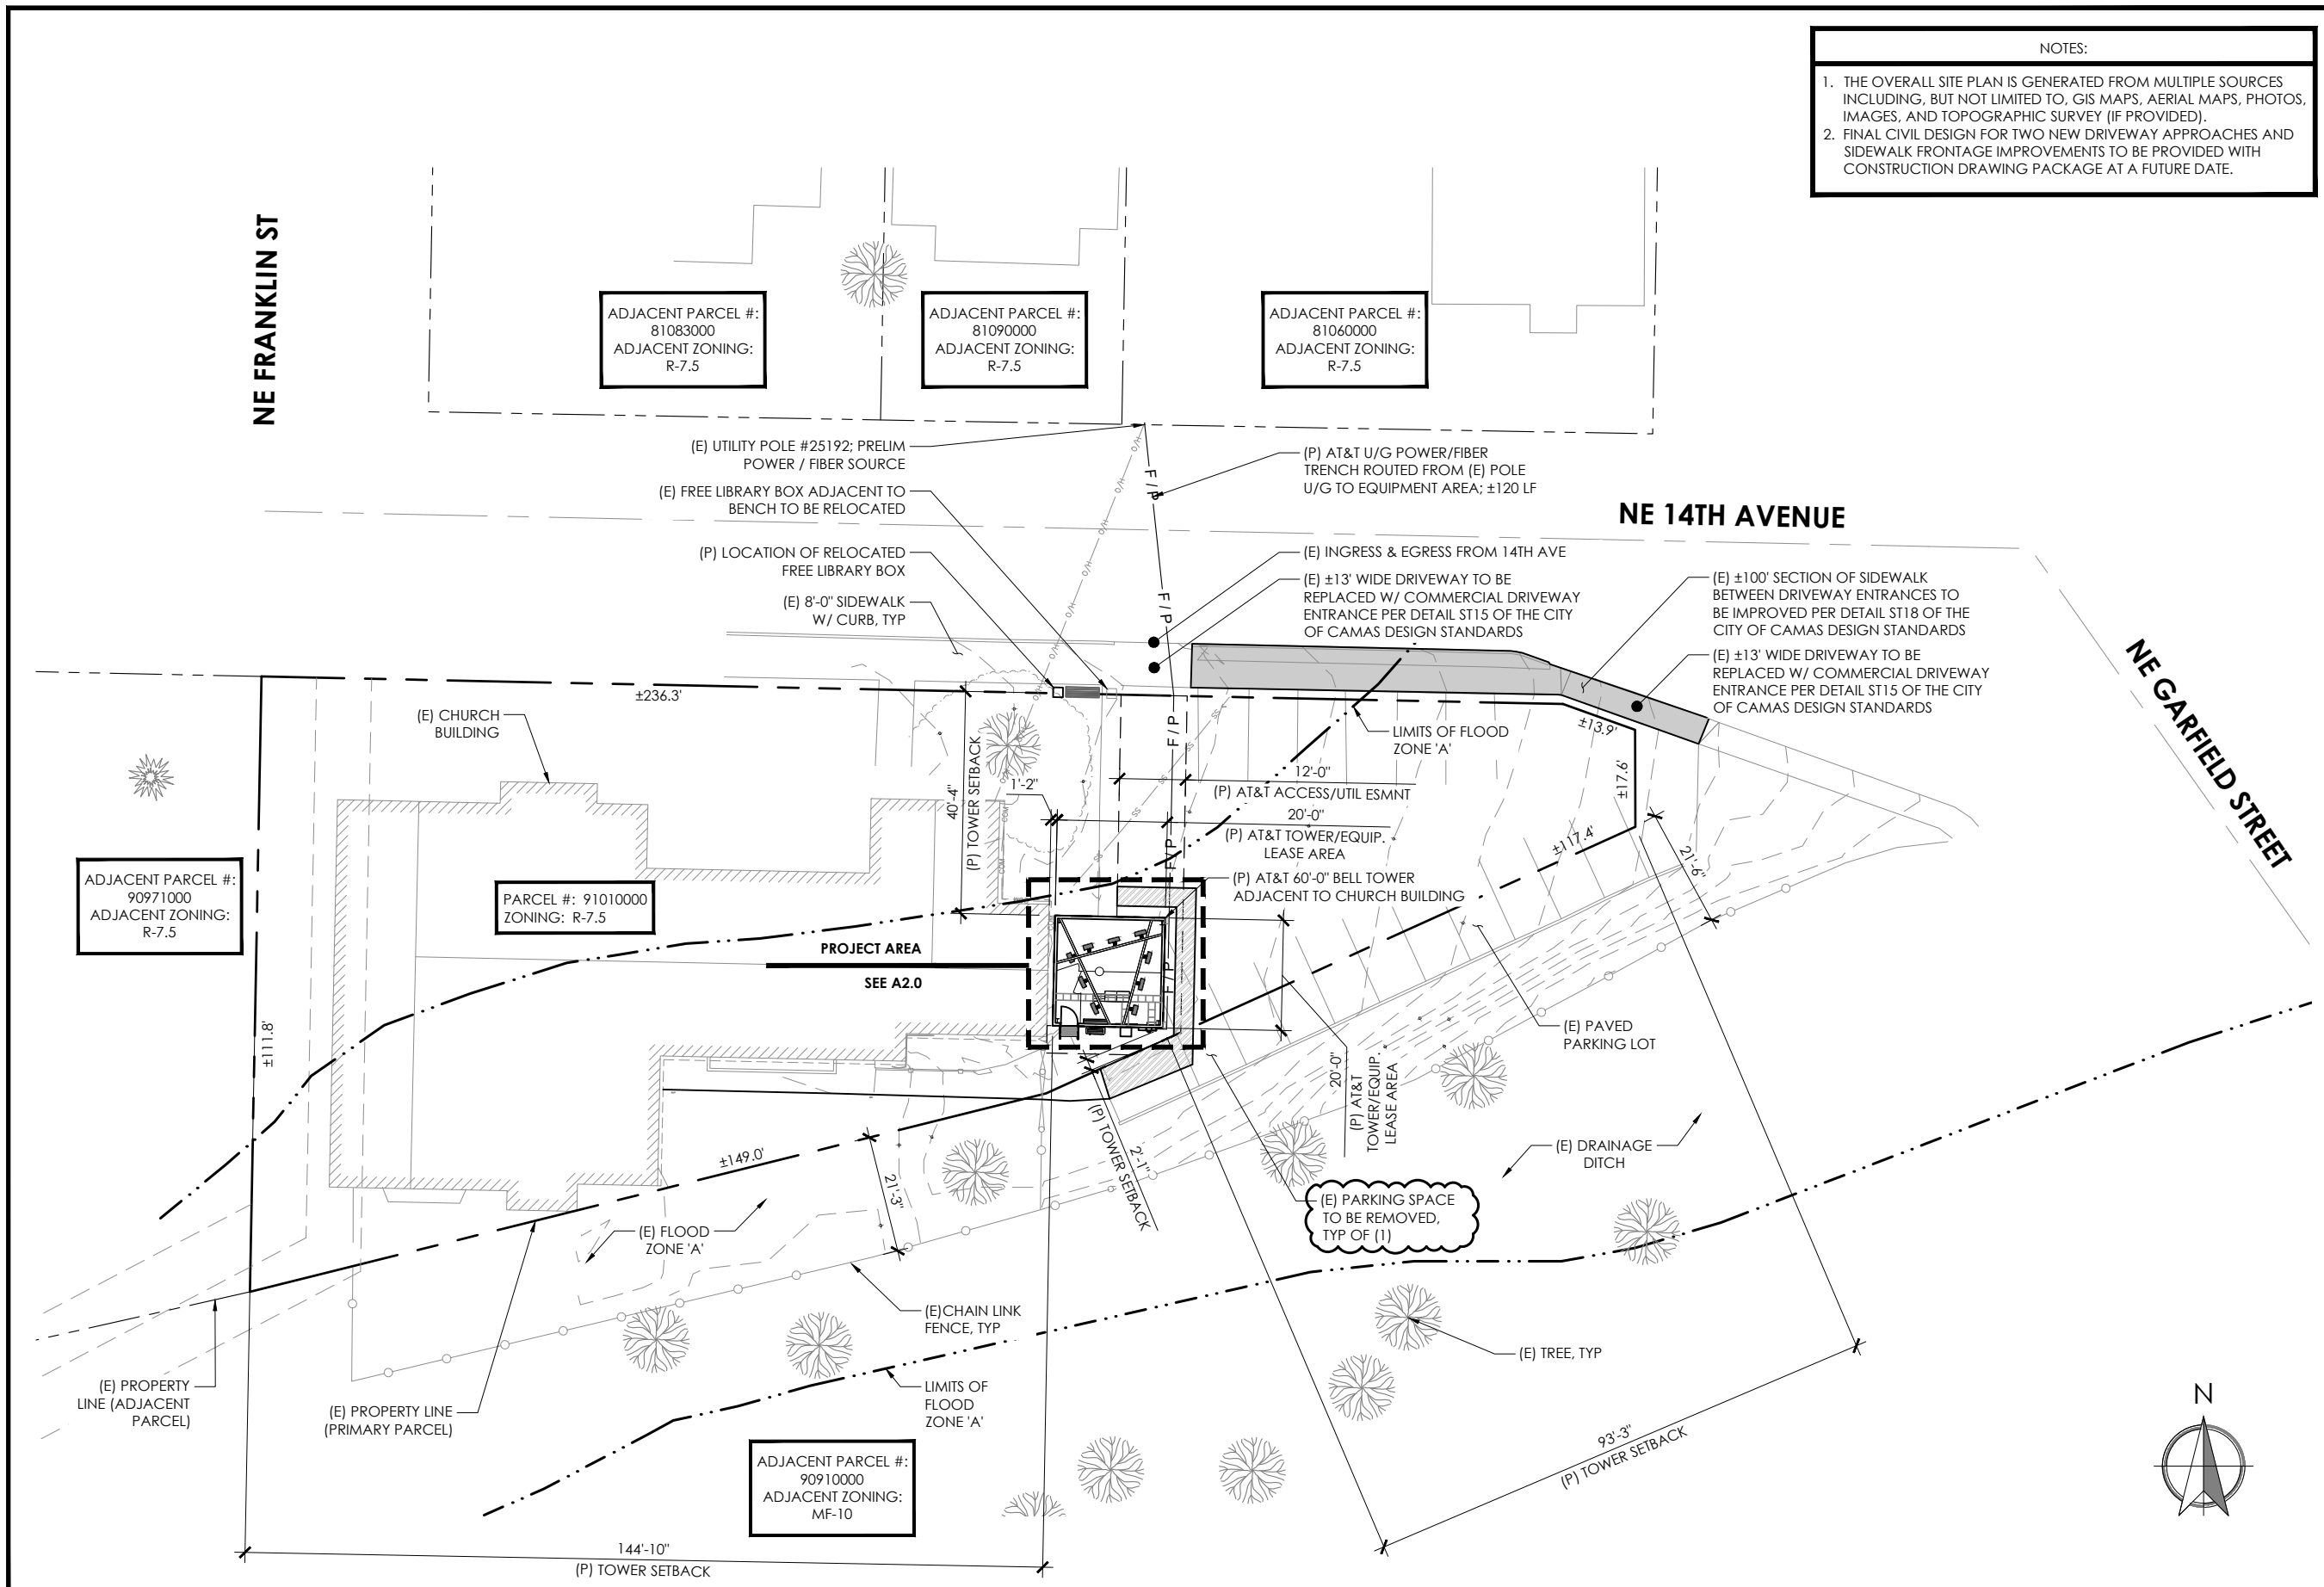 NOTES:
1. THE OVERALL SITE PLAN IS GENERATED FROM MULTIPLE SOURCES
INCLUDING, BUT NOT LIMITED TO, GIS MAPS, AERIAL MAPS, PHOTOS,
IMAGES, AND TOPOGRAPHIC SURVEY (IF PROVIDED).
2. FINAL CIVIL DESIGN FOR TWO NEW DRIVEWAY APPROACHES AND
SIDEWALK FRONTAGE IMPROVEMENTS TO BE PROVIDED WITH
CONSTRUCTION DRAWING PACKAGE AT A FUTURE DATE.
NE FRANKLIN ST
ADJACENT PARCEL #:
81083000
ADJACENT ZONING:
R-7.5
ADJACENT PARCEL #:
81090000
ADJACENT ZONING:
R-7.5
ADJACENT PARCEL #:
81060000
ADJACENT ZONING:
R-7.5
(E) UTILITY POLE #25192; PRELIM
POWER / FIBER SOURCE
(E) FREE LIBRARY BOX ADJACENT TO
BENCH TO BE RELOCATED
(P) LOCATION OF RELOCATED
FREE LIBRARY BOX
(E) 8'-0" SIDEWALK
W/ CURB, TYP
(P) AT&T U/G POWER/FIBER
TRENCH ROUTED FROM (E) POLE
U/G TO EQUIPMENT AREA; ±120 LF
NE 14TH AVENUE
(E) INGRESS & EGRESS FROM 14TH AVE
(E) ±13' WIDE DRIVEWAY TO BE
REPLACED W/ COMMERCIAL DRIVEWAY
ENTRANCE PER DETAIL ST15 OF THE CITY
OF CAMAS DESIGN STANDARDS
(E) ±100' SECTION OF SIDEWALK
BETWEEN DRIVEWAY ENTRANCES TO
BE IMPROVED PER DETAIL ST18 OF THE
CITY OF CAMAS DESIGN STANDARDS
(E) ±13' WIDE DRIVEWAY TO BE
REPLACED W/ COMMERCIAL DRIVEWAY
ENTRANCE PER DETAIL ST15 OF THE CITY
OF CAMAS DESIGN STANDARDS
NE GARFIELD STREET
O/H
O/H
O/H
O/H
O/H
F / P
F / P
F / P
F / P
F / P
SS
SS
SS
SS
COM
COM
±236.3'
(E) CHURCH
BUILDING
40'-4"
(P) TOWER SETBACK
1'-2"
LIMITS OF FLOOD
ZONE 'A'
±13.9'
±17.6'
±117.4'
21'-6"
12'-0"
(P) AT&T ACCESS/UTIL ESMNT
20'-0"
(P) AT&T TOWER/EQUIP.
LEASE AREA
(P) AT&T 60'-0" BELL TOWER
ADJACENT TO CHURCH BUILDING
ADJACENT PARCEL #:
90971000
ADJACENT ZONING:
R-7.5
PARCEL #: 91010000
ZONING: R-7.5
PROJECT AREA
SEE A2.0
±111.8'
(E) PAVED
PARKING LOT
20'-0"
(P) AT&T
TOWER/EQUIP.
LEASE AREA
2'-1"
(P) TOWER SETBACK
±149.0'
21'-3"
(E) DRAINAGE
DITCH
(E) PARKING SPACE
TO BE REMOVED,
TYP OF (1)
(E) FLOOD
ZONE 'A'
(E)CHAIN LINK
FENCE, TYP
(E) TREE, TYP
(E) PROPERTY
LINE (ADJACENT
PARCEL)
(E) PROPERTY LINE
(PRIMARY PARCEL)
LIMITS OF
FLOOD
ZONE 'A'
ADJACENT PARCEL #:
90910000
ADJACENT ZONING:
MF-10
93'-3"
(P) TOWER SETBACK
144'-10"
(P) TOWER SETBACK
N